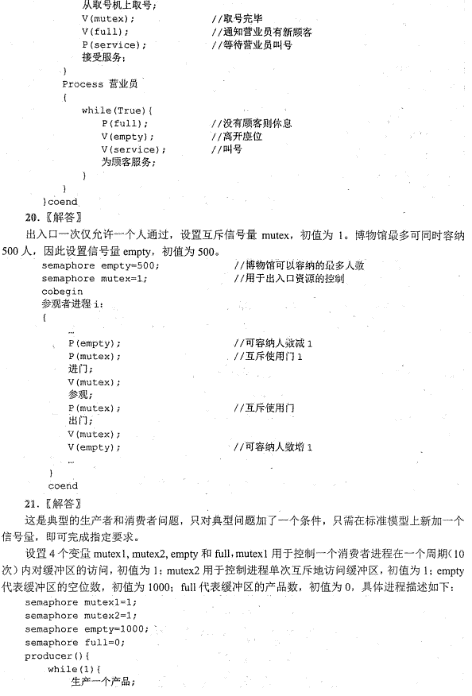 从取号机上取号;
V(mutex); //取号完毕
V(full); //通知营业员有新顾客
P(service); //等待营业员叫号
接受服务;
}
Process 营业员
{
while(True){
P(full); //没有顾客则休息
V(empty); //离开座位
V(service); //叫号
为顾客服务;
}
}
}coend
20.〖解答〗
出入口一次仅允许一个人通过，设置互斥信号量 mutex，初值为 1。博物馆最多可同时容纳
500 人，因此设置信号量 empty，初值为 500。
semaphore empty=500; //博物馆可以容纳的最多人数
semaphore mutex=1; //用于出入口资源的控制
cobegin
参观者进程 i:
{
…
P(empty); //可容纳人数减 1
P(mutex); //互斥使用门 1
进门;
V(mutex);
参观;
P(mutex); //互斥使用门
出门;
V(mutex);
V(empty); //可容纳人数增 1
…
}
coend
21.〖解答〗
这是典型的生产者和消费者问题，只对典型问题加了一个条件，只需在标准模型上新加一个
信号量，即可完成指定要求。
设置 4 个变量 mutex1, mutex2, empty 和 full，mutex1 用于控制一个消费者进程在一个周期（10
次）内对缓冲区的访问，初值为 1；mutex2 用于控制进程单次互斥地访问缓冲区，初值为 1；empty
代表缓冲区的空位数，初值为 1000；full 代表缓冲区的产品数，初值为 0，具体进程描述如下：
semaphore mutex1=1;
semaphore mutex2=1;
semaphore empty=1000;
semaphore full=0;
producer(){
while(1){
生产一个产品;